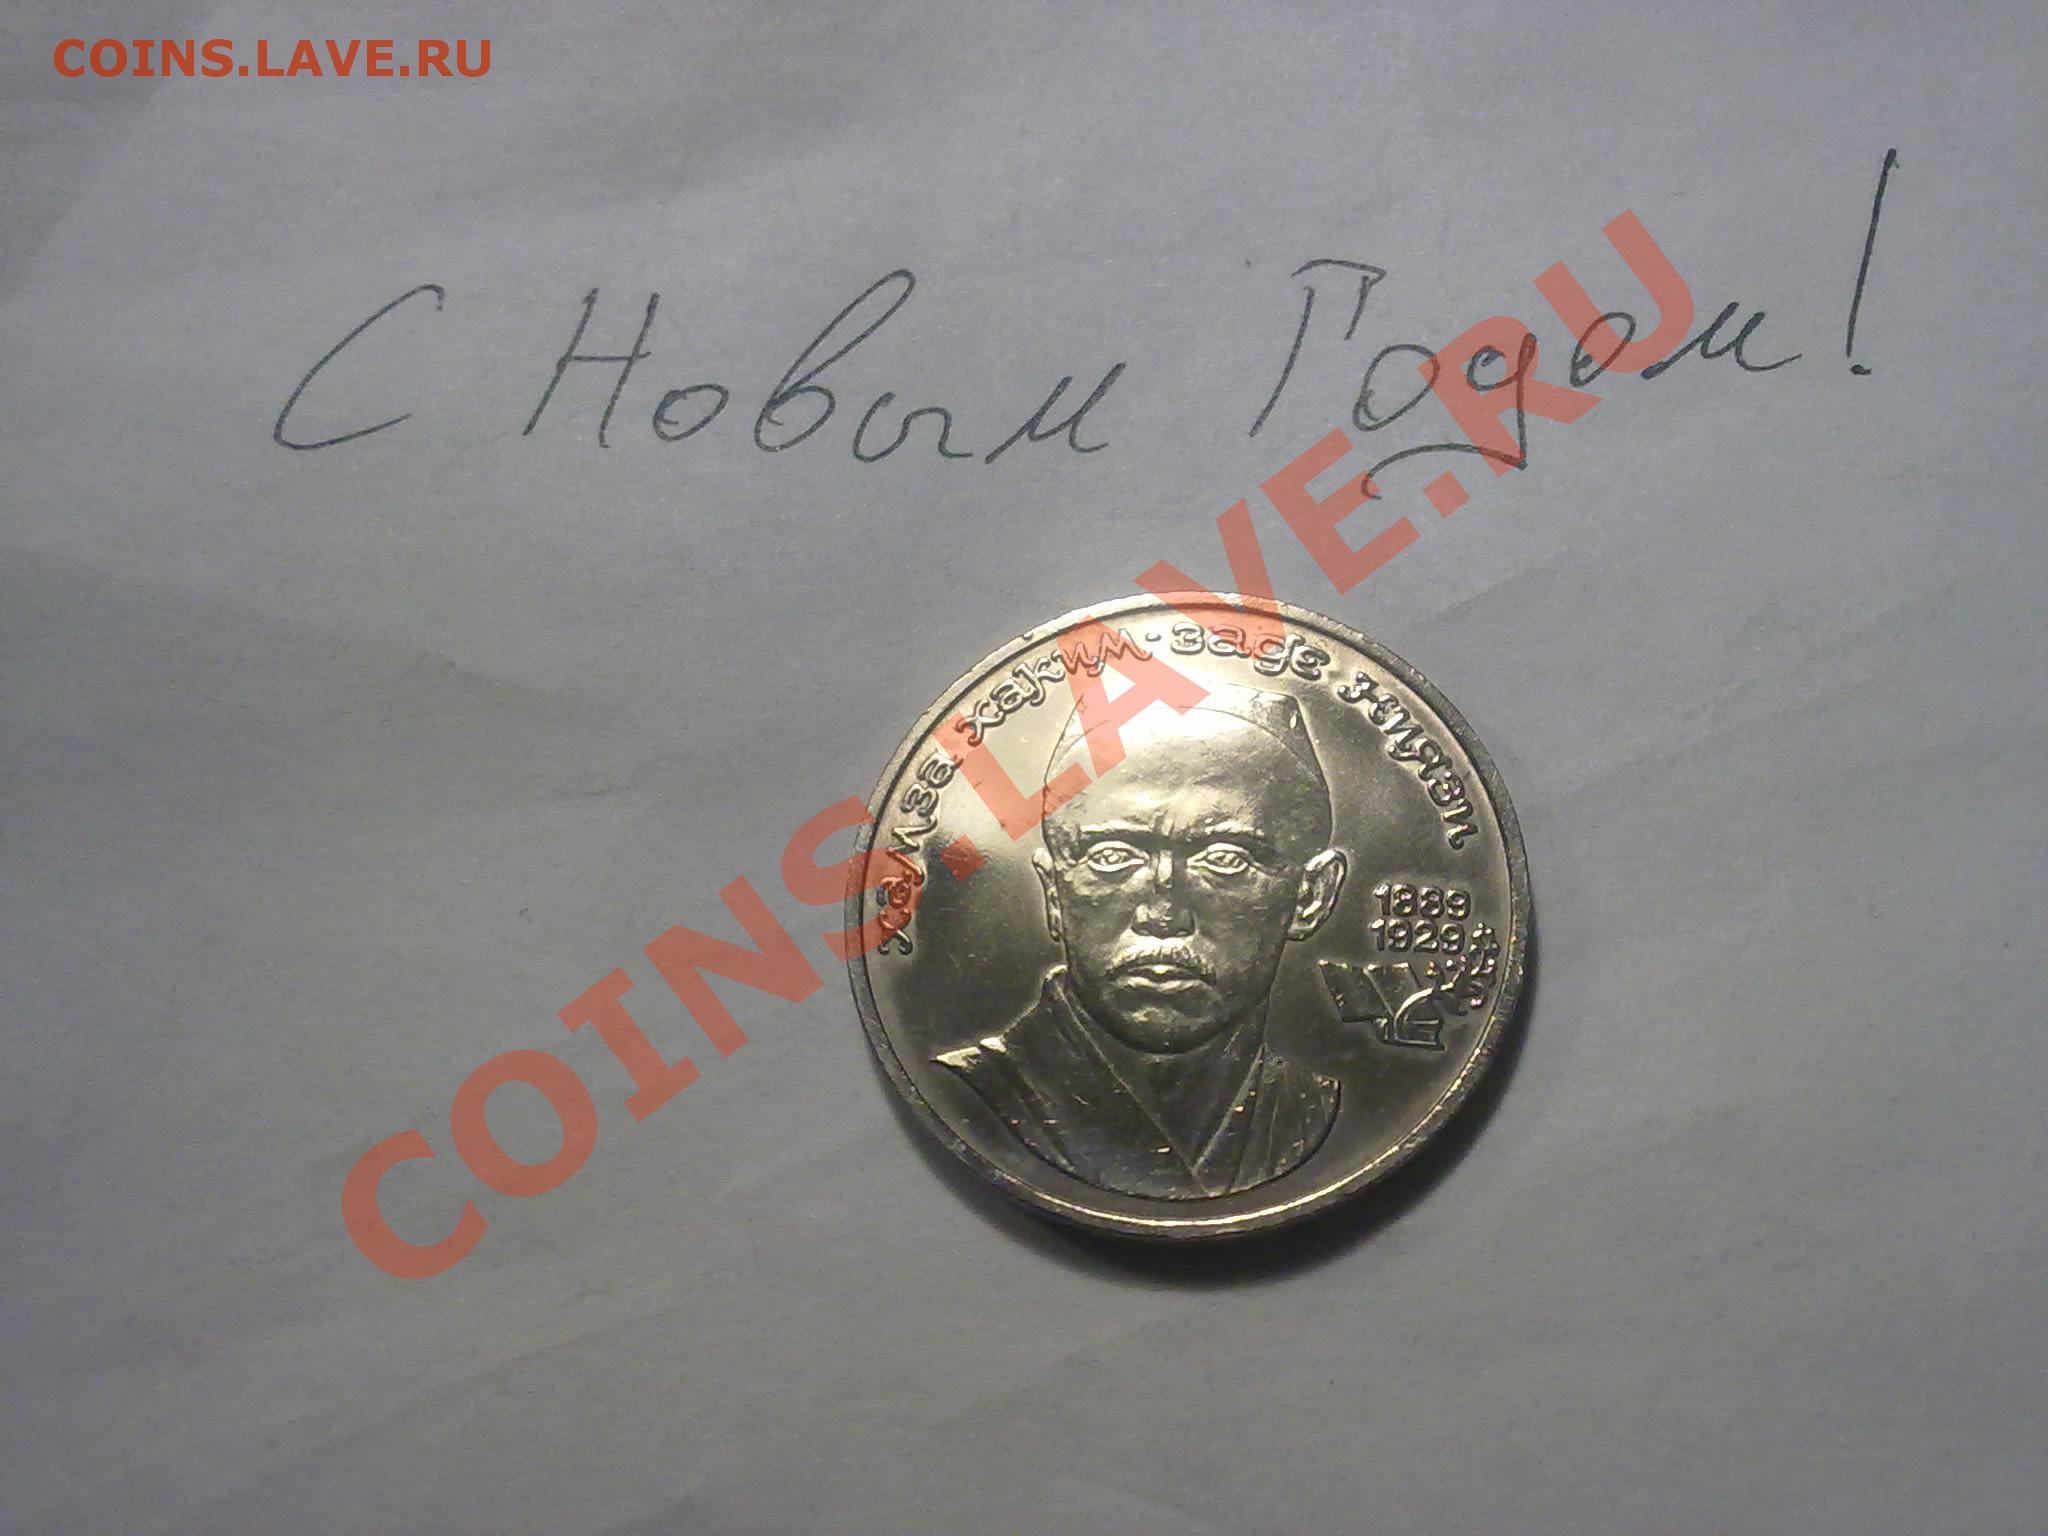 COINS.LAVE.RU
С Новым Годом!
хамза хаким-заде ниязи
1889
1929
COINS.LAVE.RU